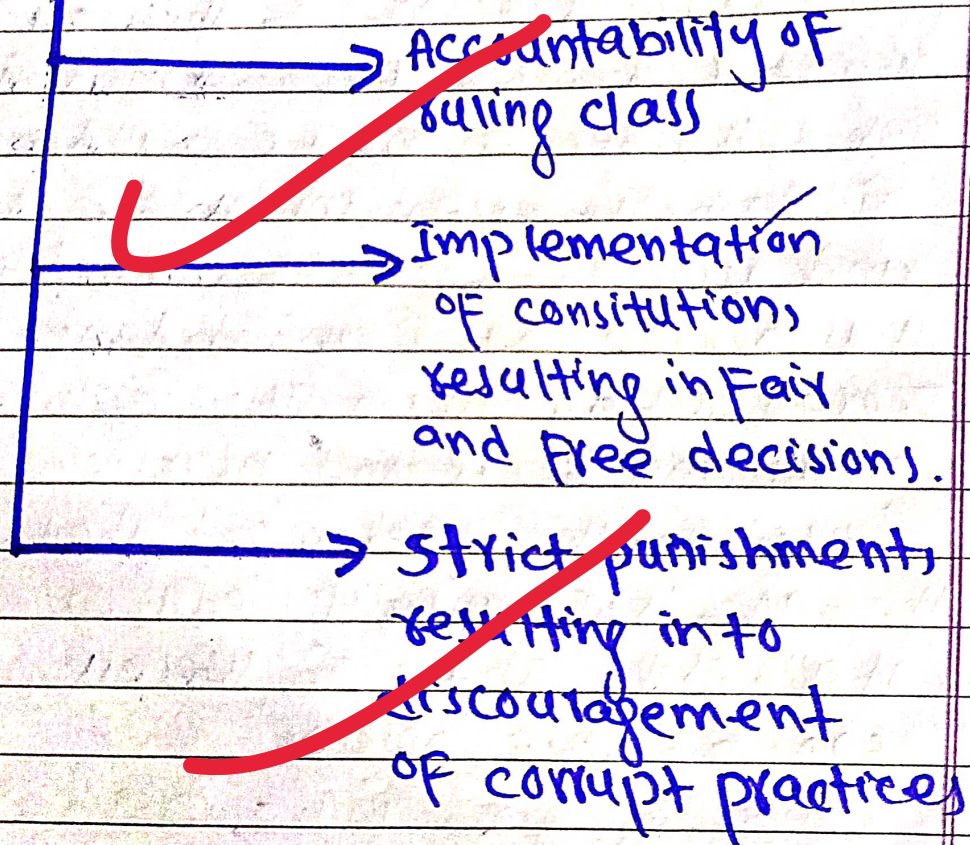 Accountability of
ruling class
Implementation
of consitution,
resulting in Fair
and Free decisions.
Strict punishment,
resulting into
discouragement
of corrupt practices